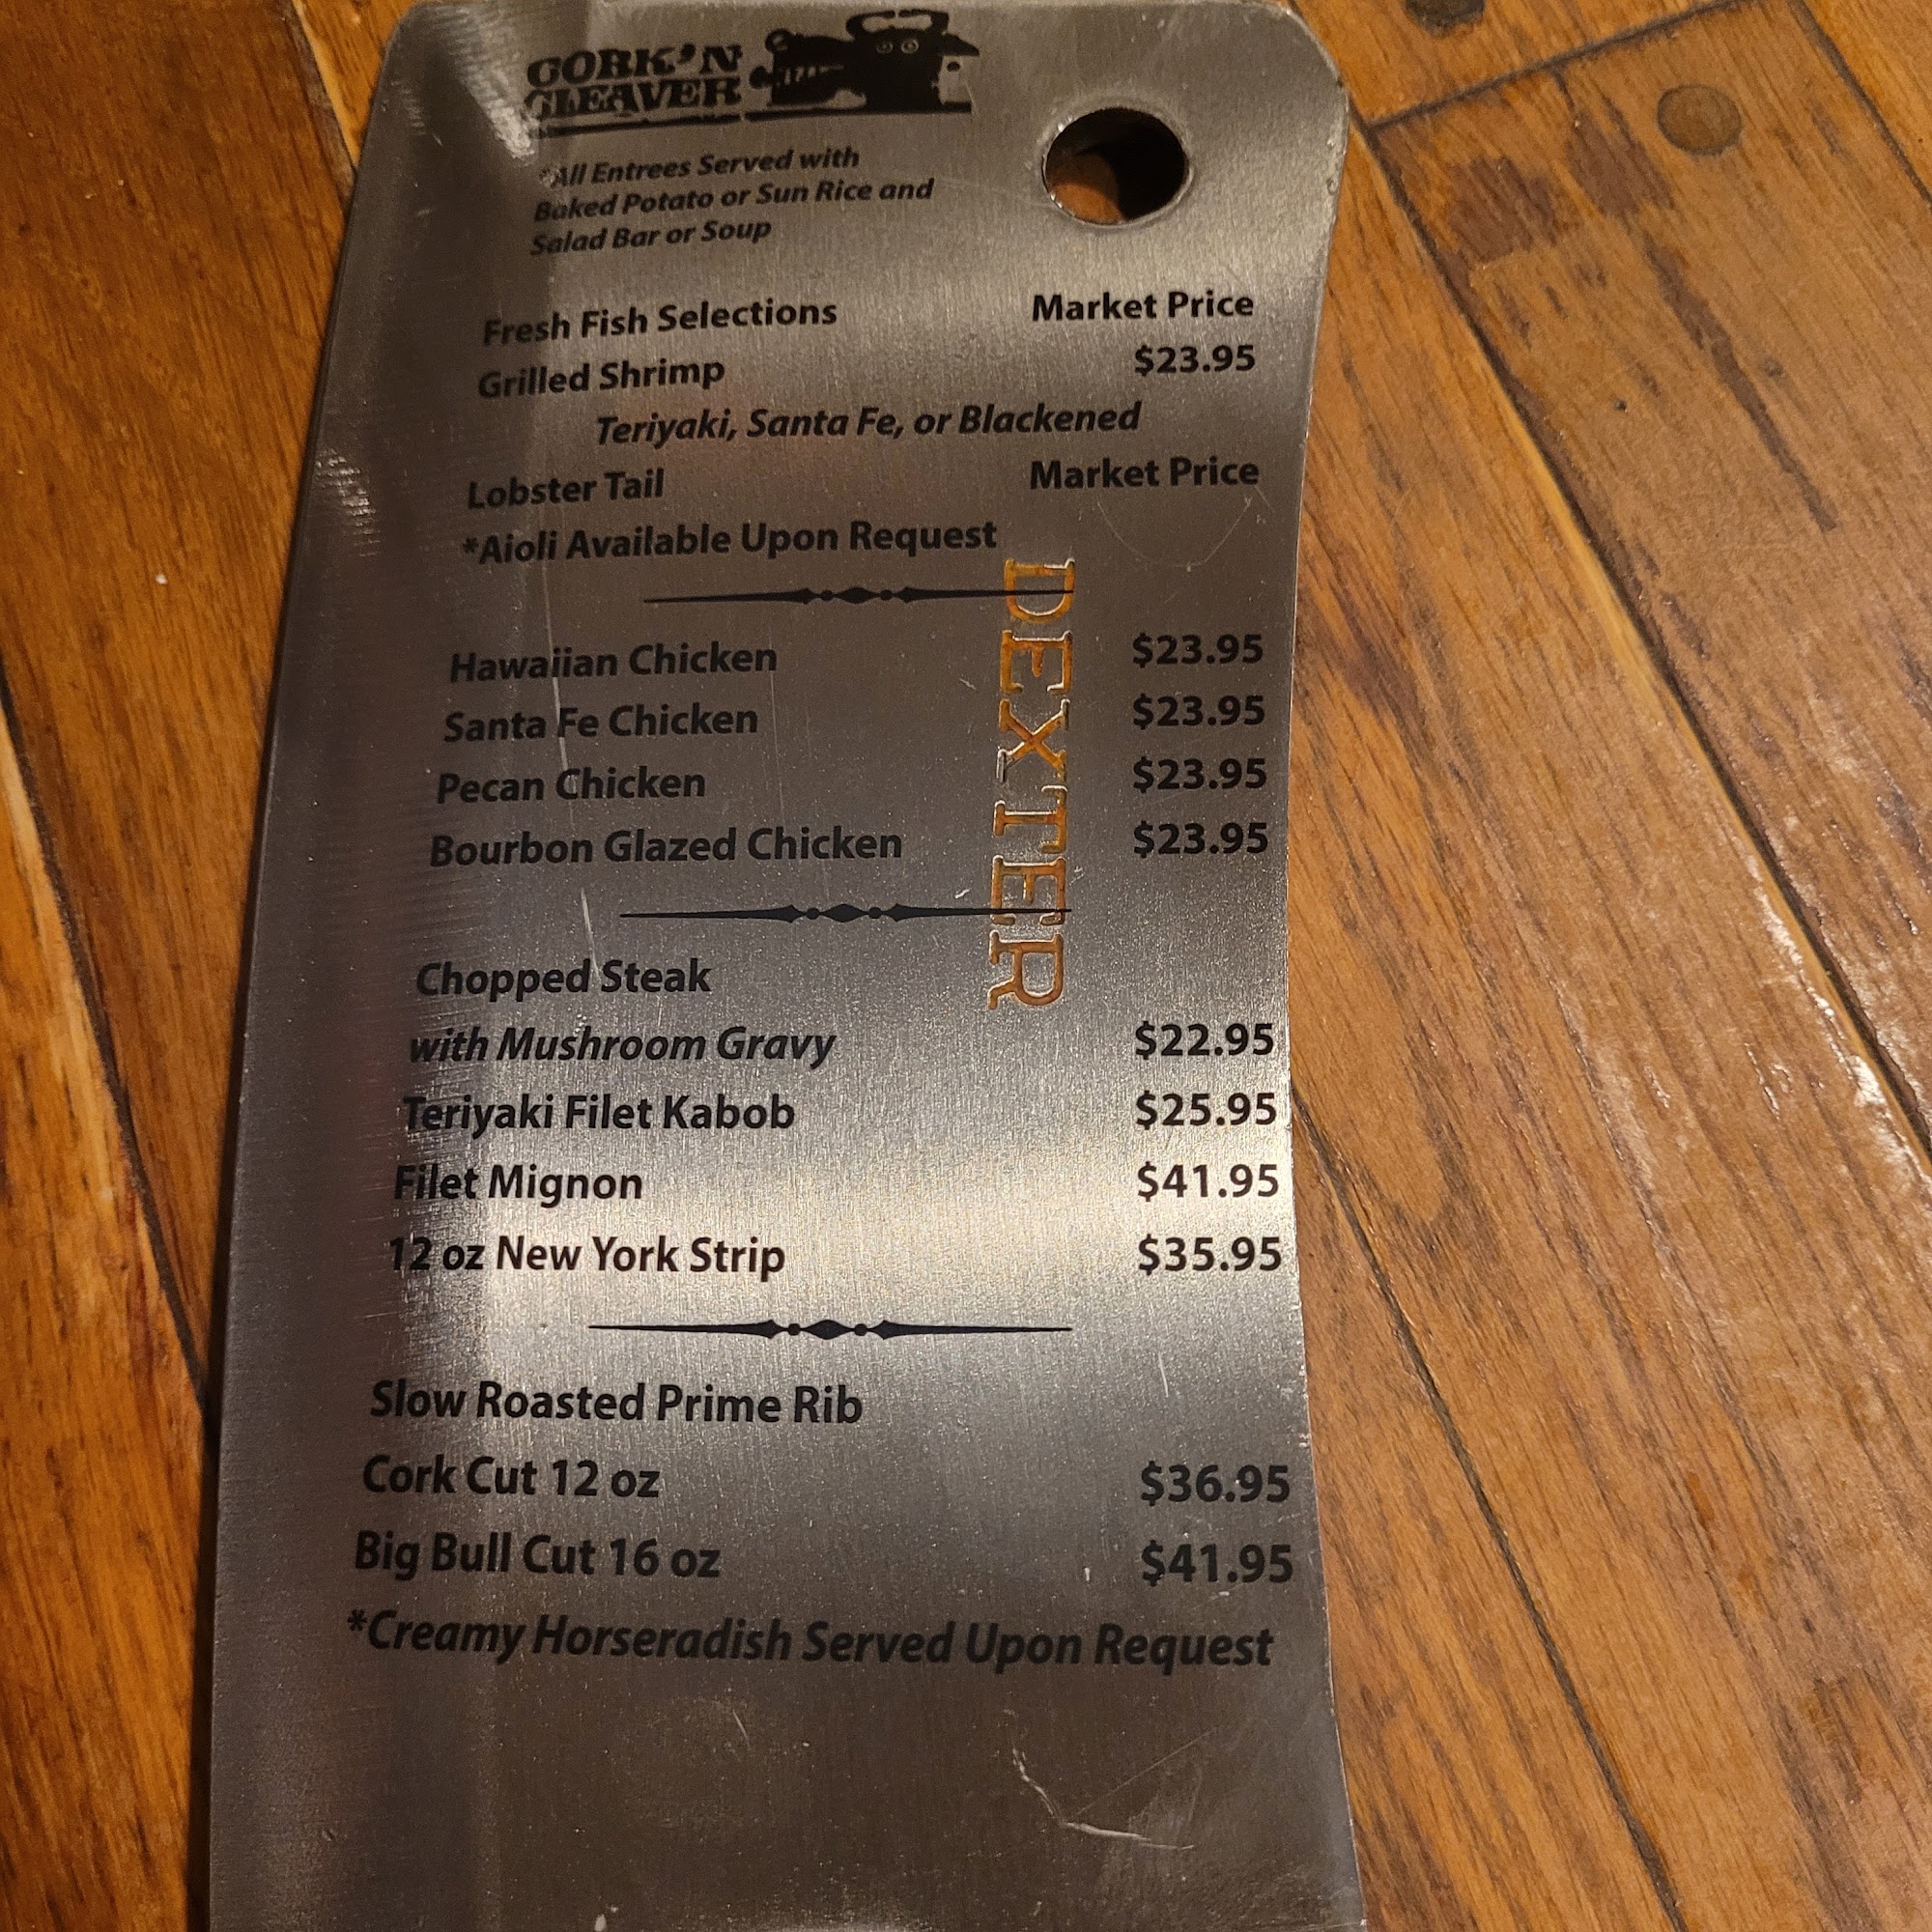 CORK'N
CLEAVER
*All Entrees Served with
Baked Potato or Sun Rice and
Salad Bar or Soup
Fresh Fish Selections Market Price
Grilled Shrimp $23.95
Teriyaki, Santa Fe, or Blackened
Lobster Tail Market Price
*Aioli Available Upon Request
DEXTER
Hawaiian Chicken $23.95
Santa Fe Chicken $23.95
Pecan Chicken $23.95
Bourbon Glazed Chicken $23.95
Chopped Steak
with Mushroom Gravy $22.95
Teriyaki Filet Kabob $25.95
Filet Mignon $41.95
12 oz New York Strip $35.95
Slow Roasted Prime Rib
Cork Cut 12 oz $36.95
Big Bull Cut 16 oz $41.95
*Creamy Horseradish Served Upon Request